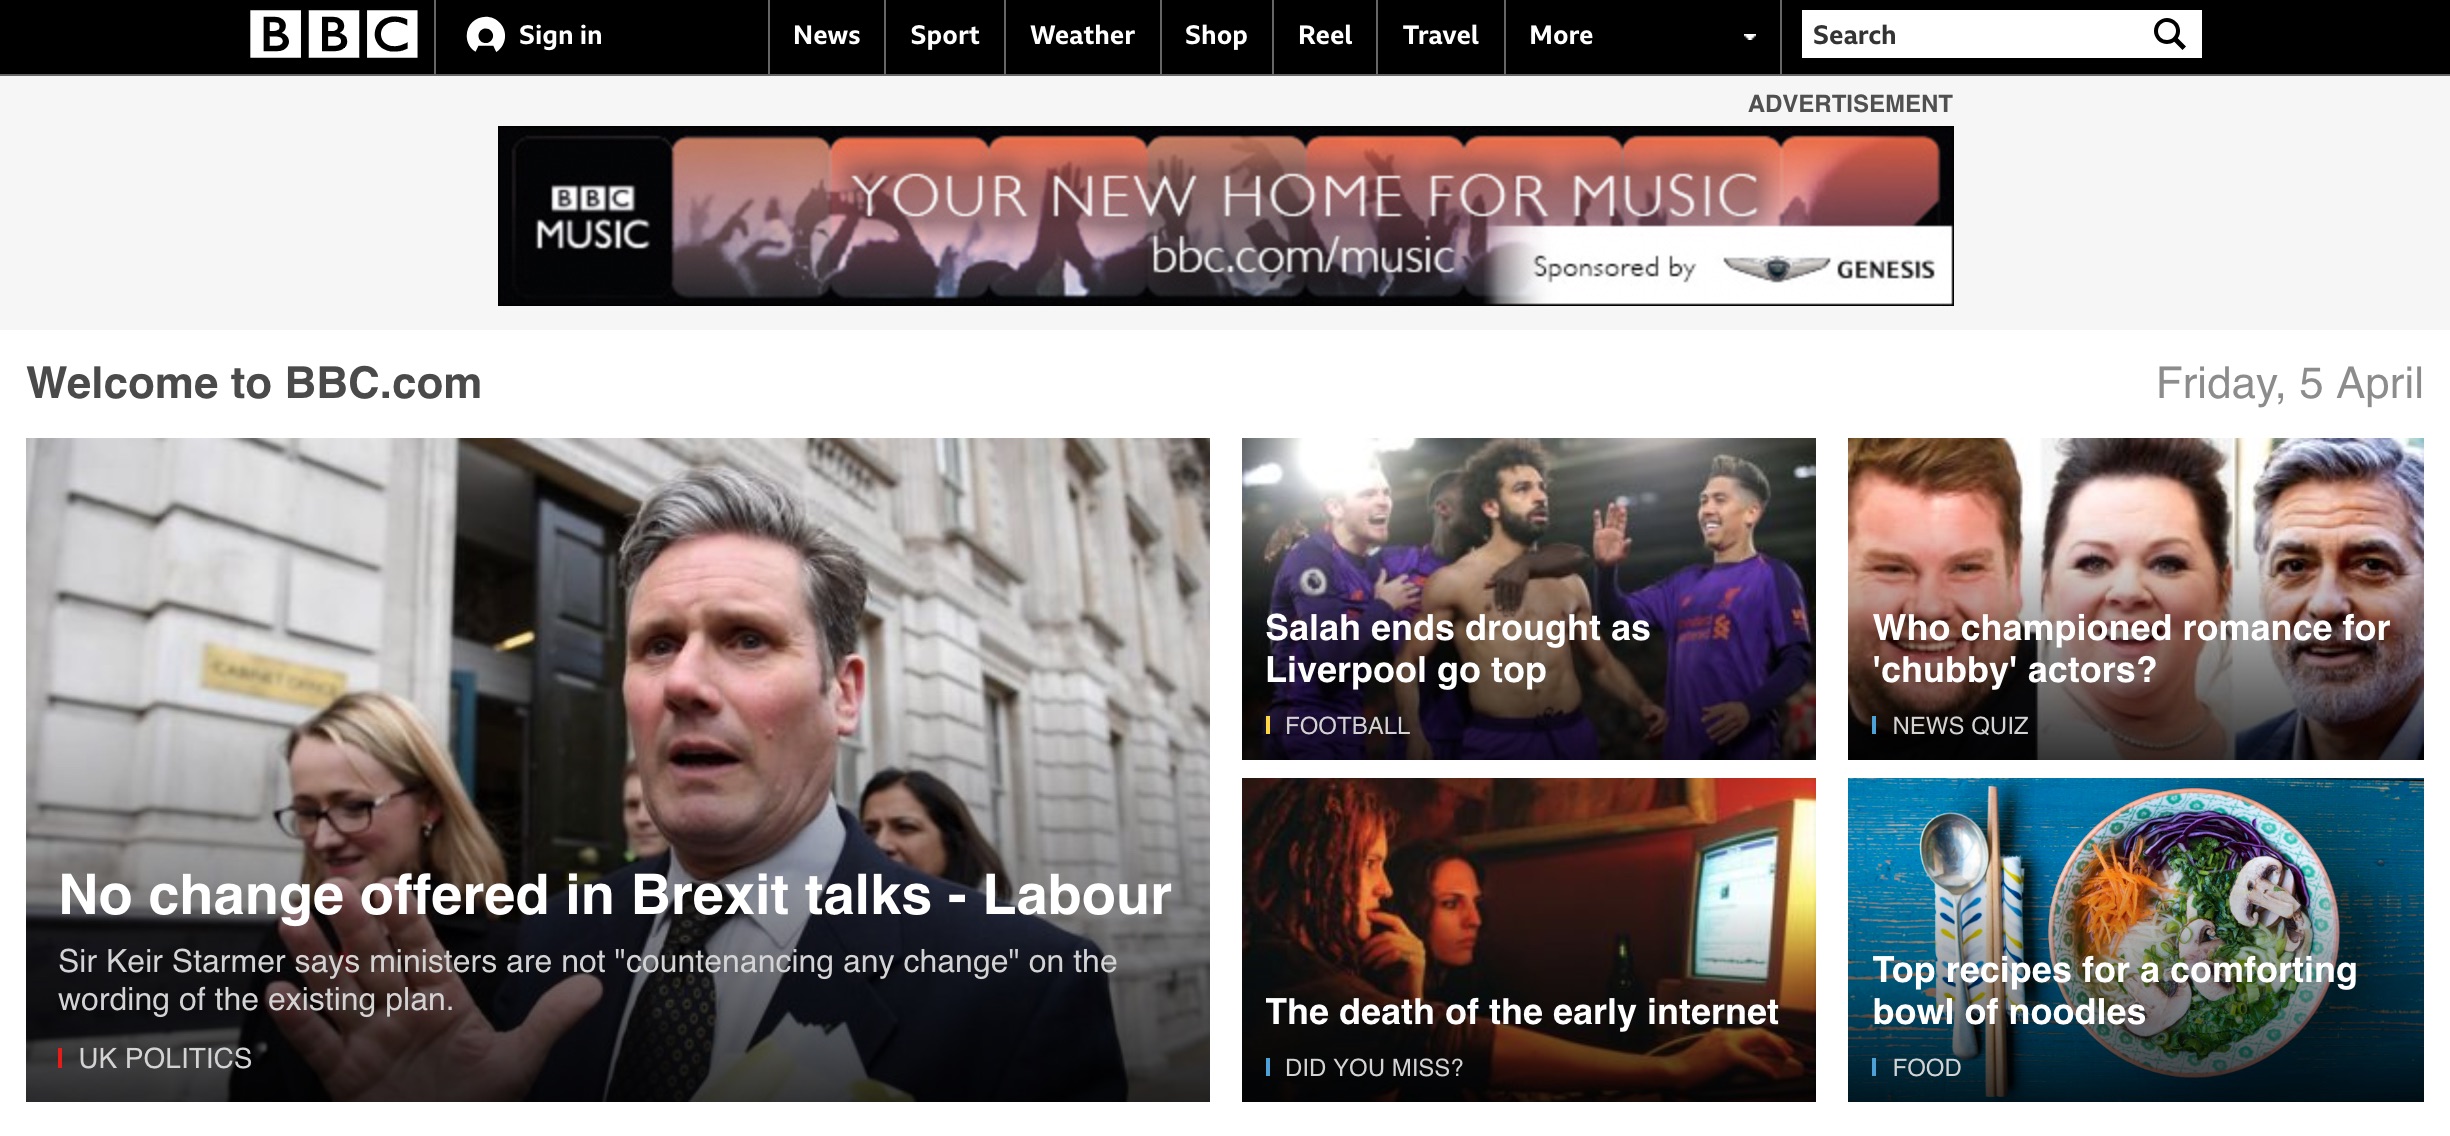 BBC
Sign in
News
Sport
Weather
Shop
Reel
Travel
More
Search
ADVERTISEMENT
BBC
MUSIC
YOUR NEW HOME FOR MUSIC
bbc.com/music
Sponsored by
GENESIS
Welcome to BBC.com
Friday, 5 April
CABINET OFFICE
No change offered in Brexit talks - Labour
Sir Keir Starmer says ministers are not "countenancing any change" on the
wording of the existing plan.
UK POLITICS
Salah ends drought as
Liverpool go top
FOOTBALL
Who championed romance for
'chubby' actors?
NEWS QUIZ
The death of the early internet
DID YOU MISS?
Top recipes for a comforting
bowl of noodles
FOOD